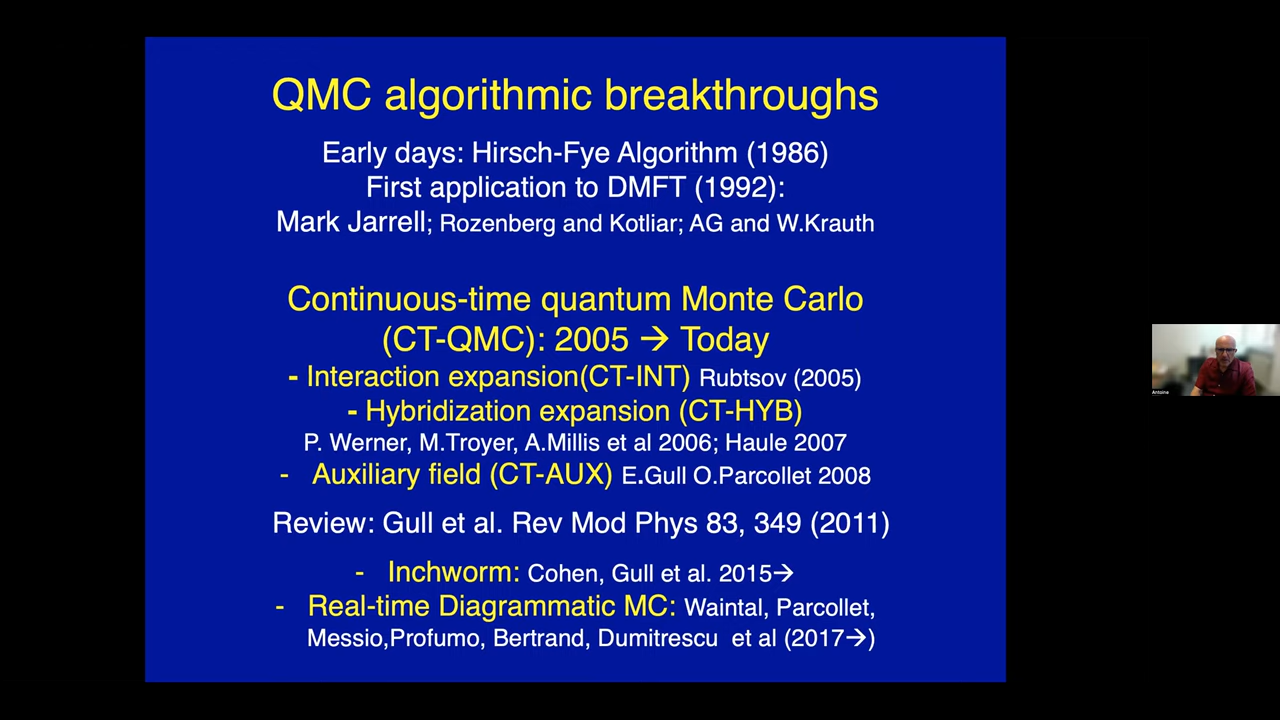 QMC algorithmic breakthroughs
Early days: Hirsch-Fye Algorithm (1986)
First application to DMFT (1992):
Mark Jarrell; Rozenberg and Kotliar; AG and W.Krauth
Continuous-time quantum Monte Carlo
(CT-QMC): 2005 → Today
- Interaction expansion(CT-INT) Rubtsov (2005)
- Hybridization expansion (CT-HYB)
P. Werner, M.Troyer, A.Millis et al 2006; Haule 2007
- Auxiliary field (CT-AUX) E.Gull O.Parcollet 2008
Review: Gull et al. Rev Mod Phys 83, 349 (2011)
- Inchworm: Cohen, Gull et al. 2015→
- Real-time Diagrammatic MC: Waintal, Parcollet,
Messio,Profumo, Bertrand, Dumitrescu et al (2017→)
Antoine